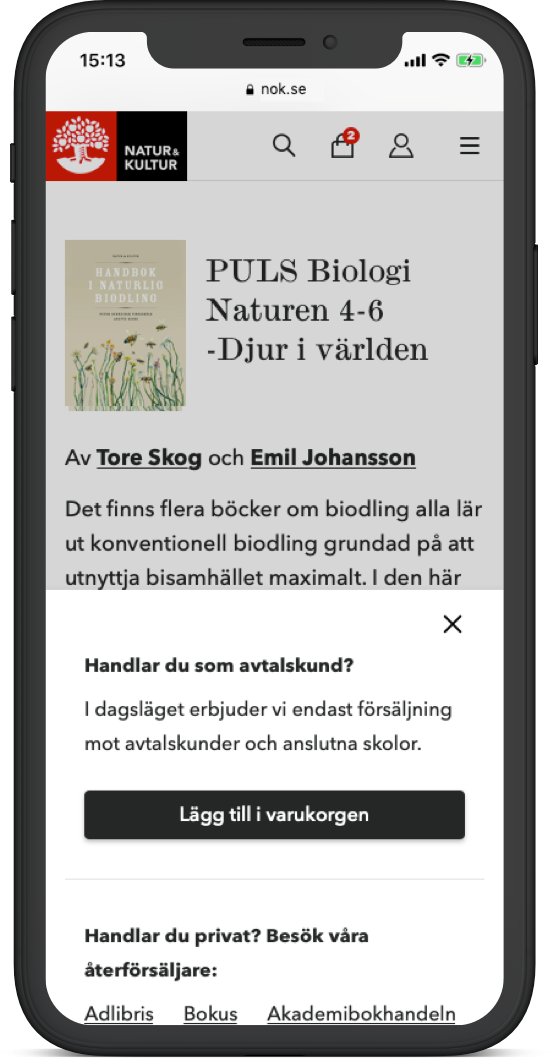 15:13
nok.se
NATUR &
KULTUR
2
HANDBOK
I NATURLIG
BIODLING
PULS Biologi
Naturen 4-6
-Djur i världen
Av Tore Skog och Emil Johansson
Det finns flera böcker om biodling alla lär
ut konventionell biodling grundad på att
utnyttja bisamhället maximalt. I den här
Handlar du som avtalskund?
I dagsläget erbjuder vi endast försäljning
mot avtalskunder och anslutna skolor.
Lägg till i varukorgen
Handlar du privat? Besök våra
återförsäljare:
Adlibris Bokus Akademibokhandeln